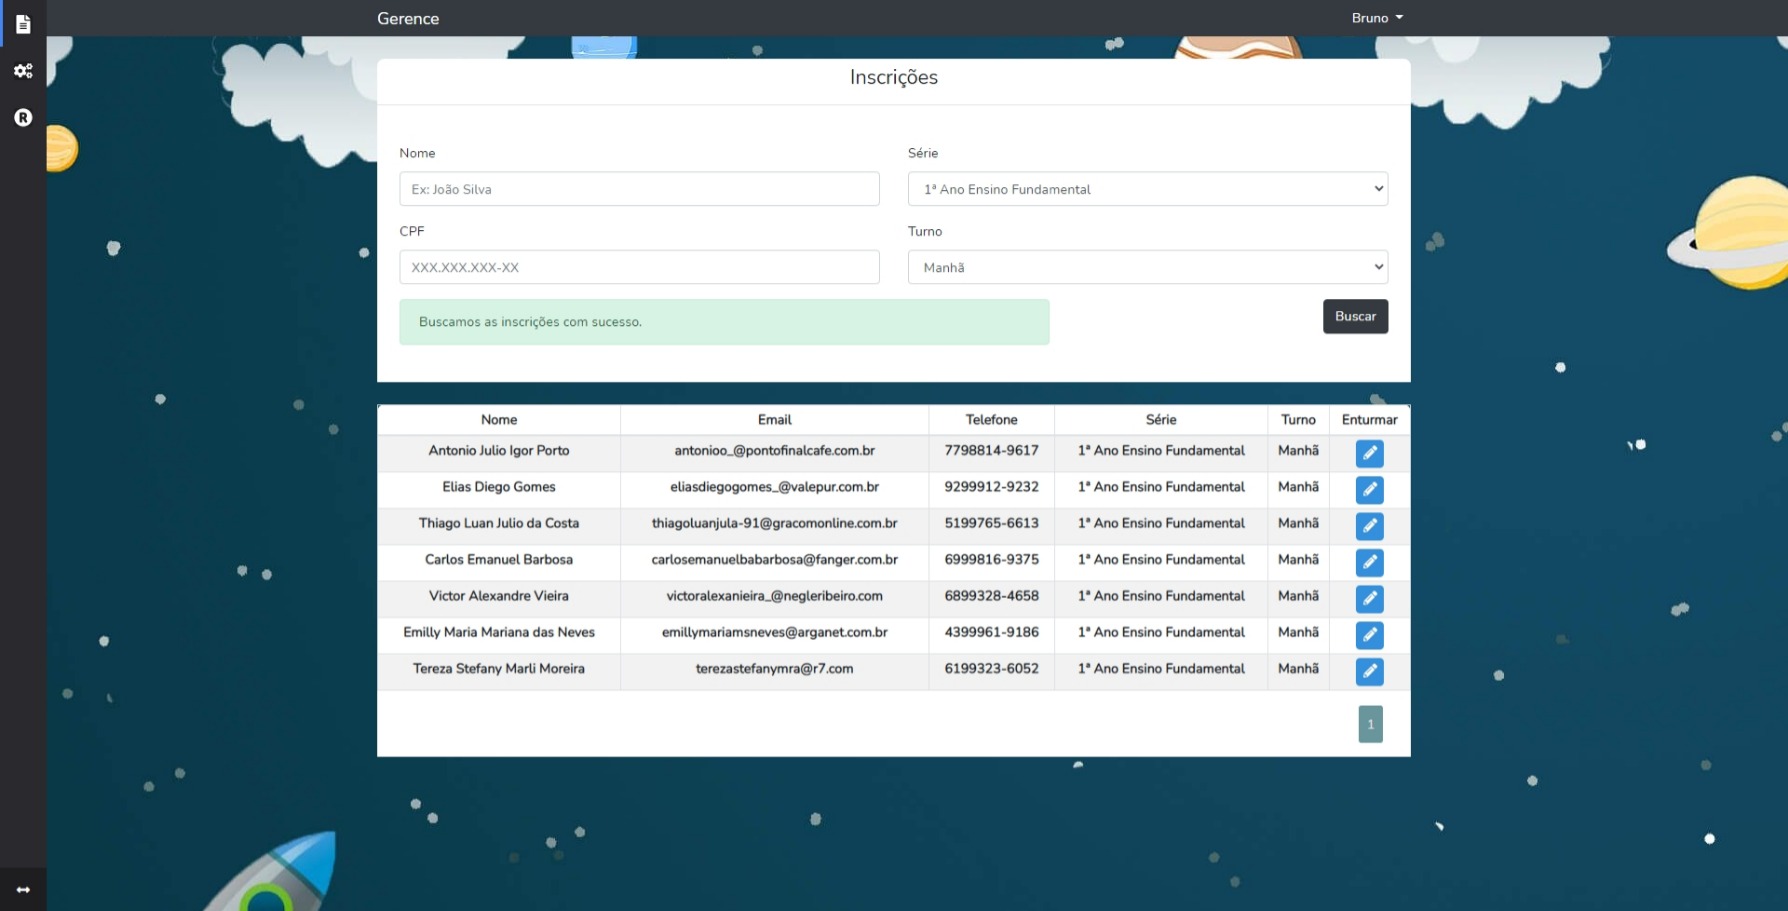 Gerence
Bruno
R
Inscrições
Nome
Série
Ex: João Silva
1ª Ano Ensino Fundamental
CPF
Turno
XXX.XXX.XXX-XX
Manhã
Buscamos as inscrições com sucesso.
Buscar
Nome Email Telefone Série Turno Enturmar
Antonio Julio Igor Porto antonioo_@pontofinalcafe.com.br 7798814-9617 1ª Ano Ensino Fundamental Manhã
Elias Diego Gomes eliasdiegogomes_@valepur.com.br 9299912-9232 1ª Ano Ensino Fundamental Manhã
Thiago Luan Julio da Costa thiagoluanjula-91@gracomonline.com.br 5199765-6613 1ª Ano Ensino Fundamental Manhã
Carlos Emanuel Barbosa carlosemanuelbabarbosa@fanger.com.br 6999816-9375 1ª Ano Ensino Fundamental Manhã
Victor Alexandre Vieira victoralexanieira_@negleribeiro.com 6899328-4658 1ª Ano Ensino Fundamental Manhã
Emilly Maria Mariana das Neves emillymariamsneves@arganet.com.br 4399961-9186 1ª Ano Ensino Fundamental Manhã
Tereza Stefany Marli Moreira terezastefanymra@r7.com 6199323-6052 1ª Ano Ensino Fundamental Manhã
1